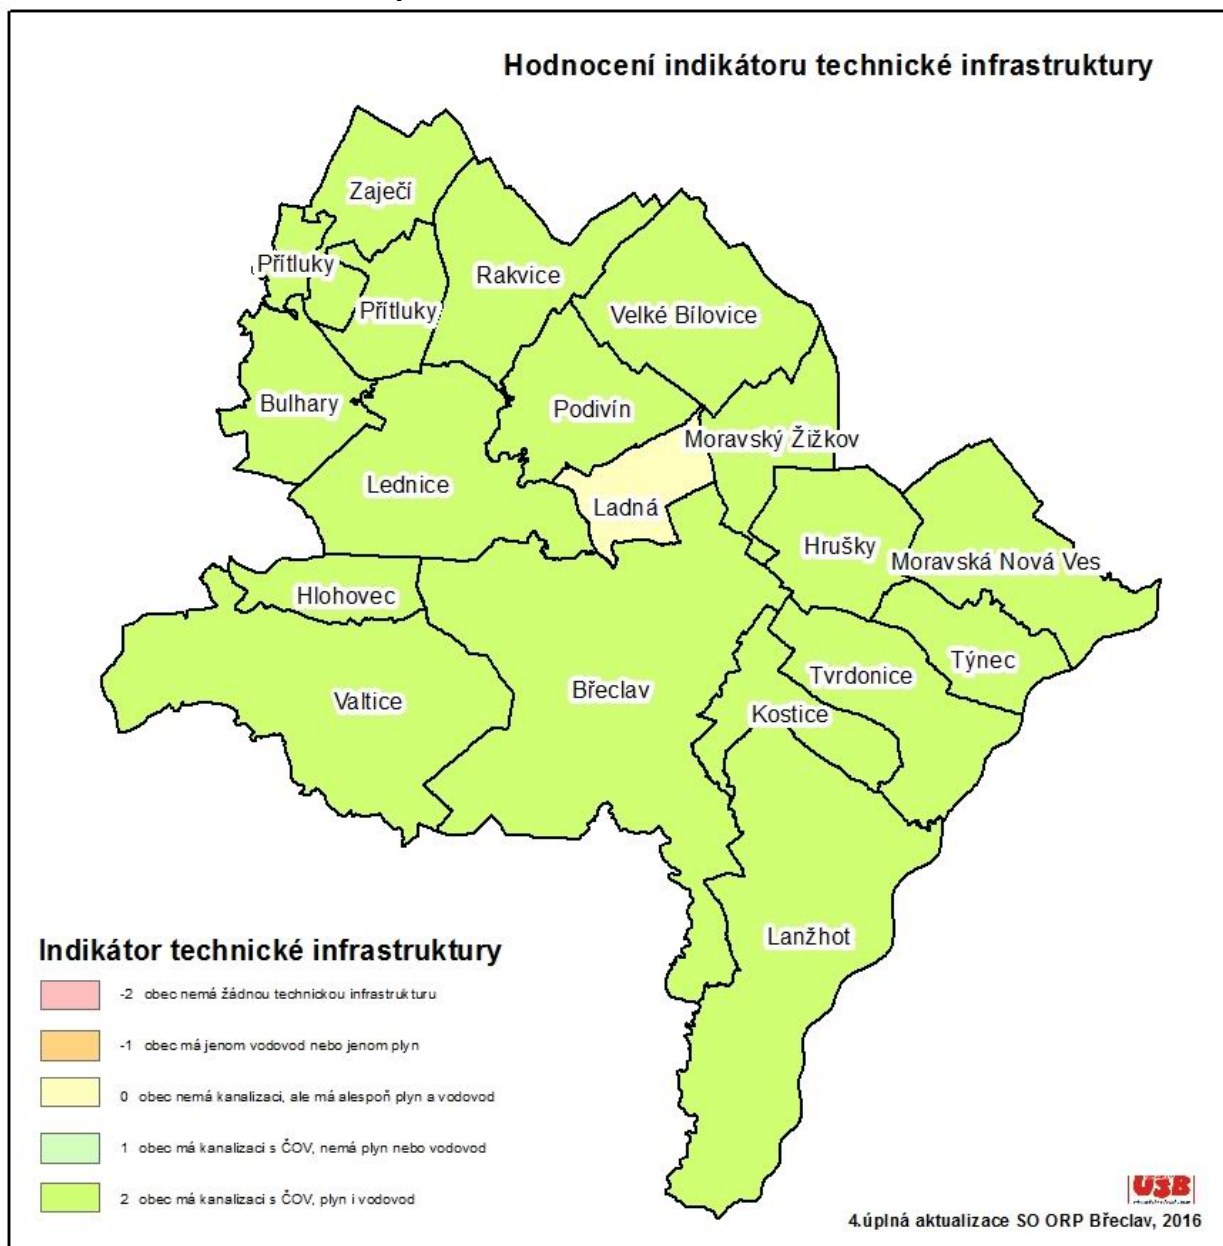 Hodnocení indikátoru technické infrastruktury
Zaječí
Přítluky
Rakvice
Přítluky
Velké Bílovice
Bulhary
Podivín
Moravský Žižkov
Lednice
Ladná
Hrušky
Moravská Nová Ves
Hlohovec
Týnec
Tvrdonice
Břeclav
Valtice
Kostice
Lanžhot
Indikátor technické infrastruktury
-2 obec nemá žádnou technickou infrastrukturu
-1 obec má jenom vodovod nebo jenom plyn
0 obec nemá kanalizaci, ale má alespoň plyn a vodovod
1 obec má kanalizaci s ČOV, nemá plyn nebo vodovod
2 obec má kanalizaci s ČOV, plyn i vodovod
USB
4.úplná aktualizace SO ORP Břeclav, 2016